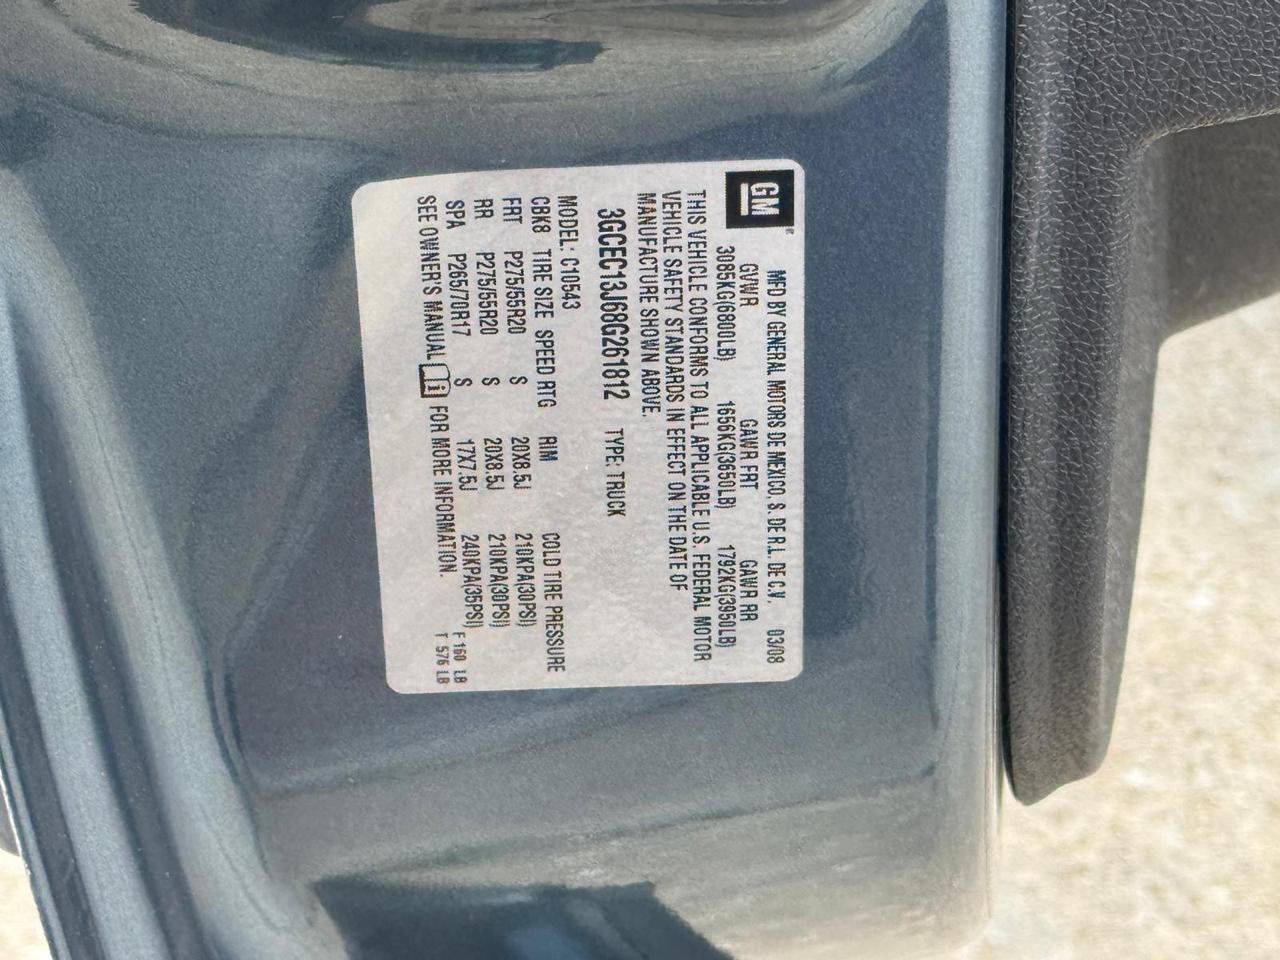 GM
MFD BY GENERAL MOTORS DE MEXICO, S. DE R.L. DE C.V. 03/08
GVWR GAWR FRT GAWR RR
3085KG(6800LB) 1656KG(3650LB) 1792KG(3950LB)
THIS VEHICLE CONFORMS TO ALL APPLICABLE U.S. FEDERAL MOTOR
VEHICLE SAFETY STANDARDS IN EFFECT ON THE DATE OF
MANUFACTURE SHOWN ABOVE.
3GCEC13J68G261812 TYPE: TRUCK
MODEL: C10543
CBK8 TIRE SIZE SPEED RTG RIM COLD TIRE PRESSURE
FRT P275/55R20 S 20X8.5J 210KPA(30PSI)
RR P275/55R20 S 20X8.5J 210KPA(30PSI)
SPA P265/70R17 S 17X7.5J 240KPA(35PSI) F 160 LB
SEE OWNER'S MANUAL FOR MORE INFORMATION. T 576 LB